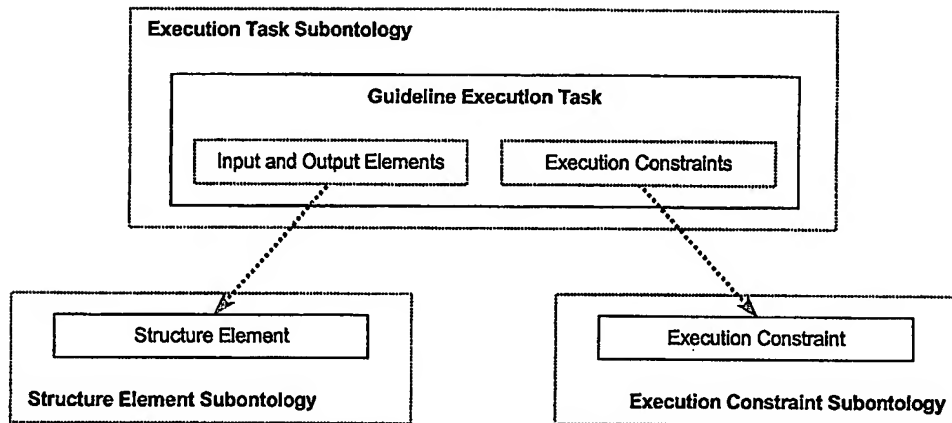 Execution Task Subontology
Guideline Execution Task
Input and Output Elements
Execution Constraints
Structure Element
Execution Constraint
Structure Element Subontology
Execution Constraint Subontology